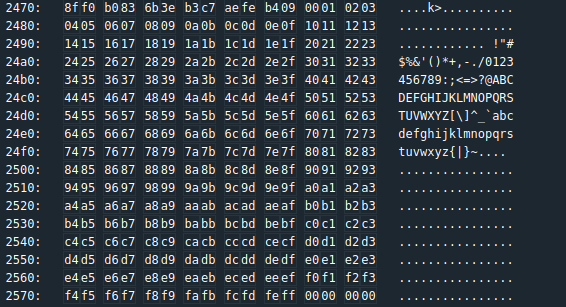 2470: 8ff0 b083 6b3e b3c7 aefe b409 0001 0203 ....k>..........
2480: 0405 0607 0809 0a0b 0c0d 0e0f 1011 1213 ................
2490: 1415 1617 1819 1a1b 1c1d 1e1f 2021 2223 ............ !"#
24a0: 2425 2627 2829 2a2b 2c2d 2e2f 3031 3233 $%&'()*+,-./0123
24b0: 3435 3637 3839 3a3b 3c3d 3e3f 4041 4243 456789:;<=>?@ABC
24c0: 4445 4647 4849 4a4b 4c4d 4e4f 5051 5253 DEFGHIJKLMNOPQRS
24d0: 5455 5657 5859 5a5b 5c5d 5e5f 6061 6263 TUVWXYZ[\]^_`abc
24e0: 6465 6667 6869 6a6b 6c6d 6e6f 7071 7273 defghijklmnopqrs
24f0: 7475 7677 7879 7a7b 7c7d 7e7f 8081 8283 tuvwxyz{|}~....
2500: 8485 8687 8889 8a8b 8c8d 8e8f 9091 9293 ................
2510: 9495 9697 9899 9a9b 9c9d 9e9f a0a1 a2a3 ................
2520: a4a5 a6a7 a8a9 aaab acad aeaf b0b1 b2b3 ................
2530: b4b5 b6b7 b8b9 babb bcbd bebf c0c1 c2c3 ................
2540: c4c5 c6c7 c8c9 cacb cccd cecf d0d1 d2d3 ................
2550: d4d5 d6d7 d8d9 dadb dcdd dedf e0e1 e2e3 ................
2560: e4e5 e6e7 e8e9 eaeb eced eeef f0f1 f2f3 ................
2570: f4f5 f6f7 f8f9 fafb fcfd feff 0000 0000 ................